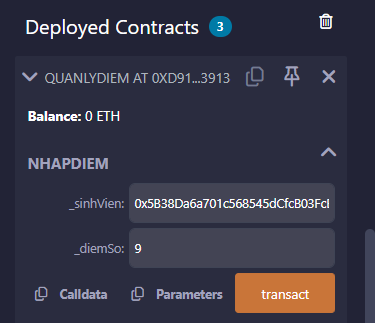 Deployed Contracts 3
QUANLYDIEM AT 0XD91...3913
Balance: 0 ETH
NHAPDIEM
_sinhVien: 0x5B38Da6a701c568545dCfcB03FcI
_diemSo: 9
Calldata Parameters transact